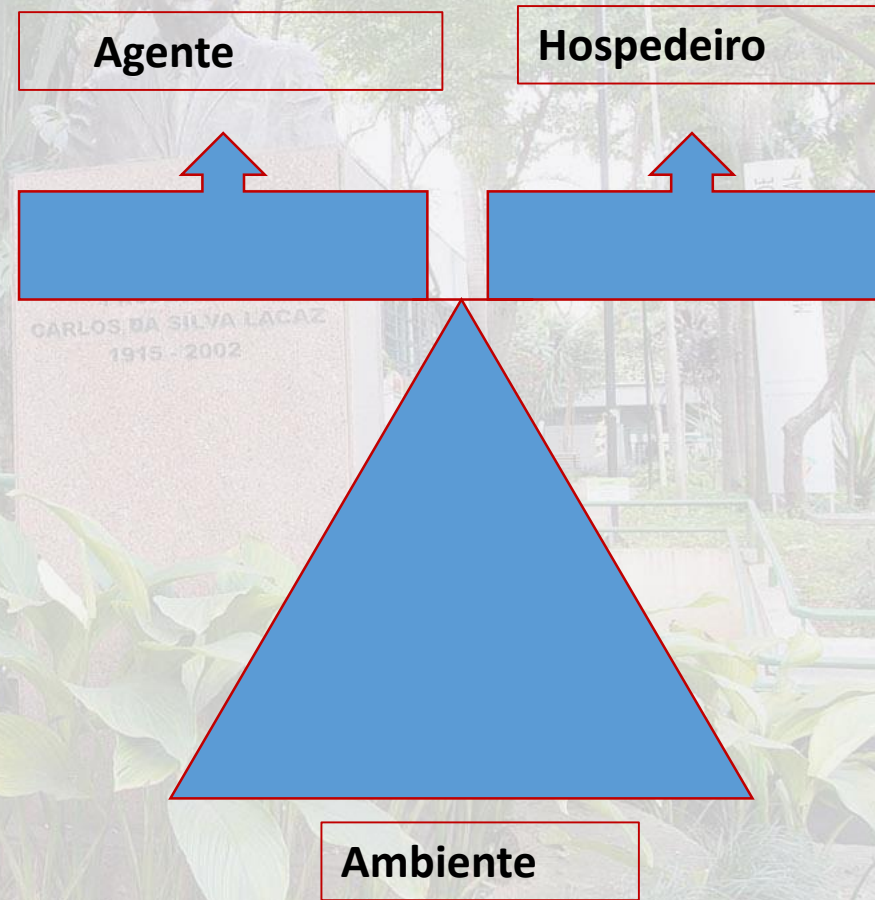 Agente
Hospedeiro
CARLOS DA SILVA LACAZ
1915 - 2002
Ambiente